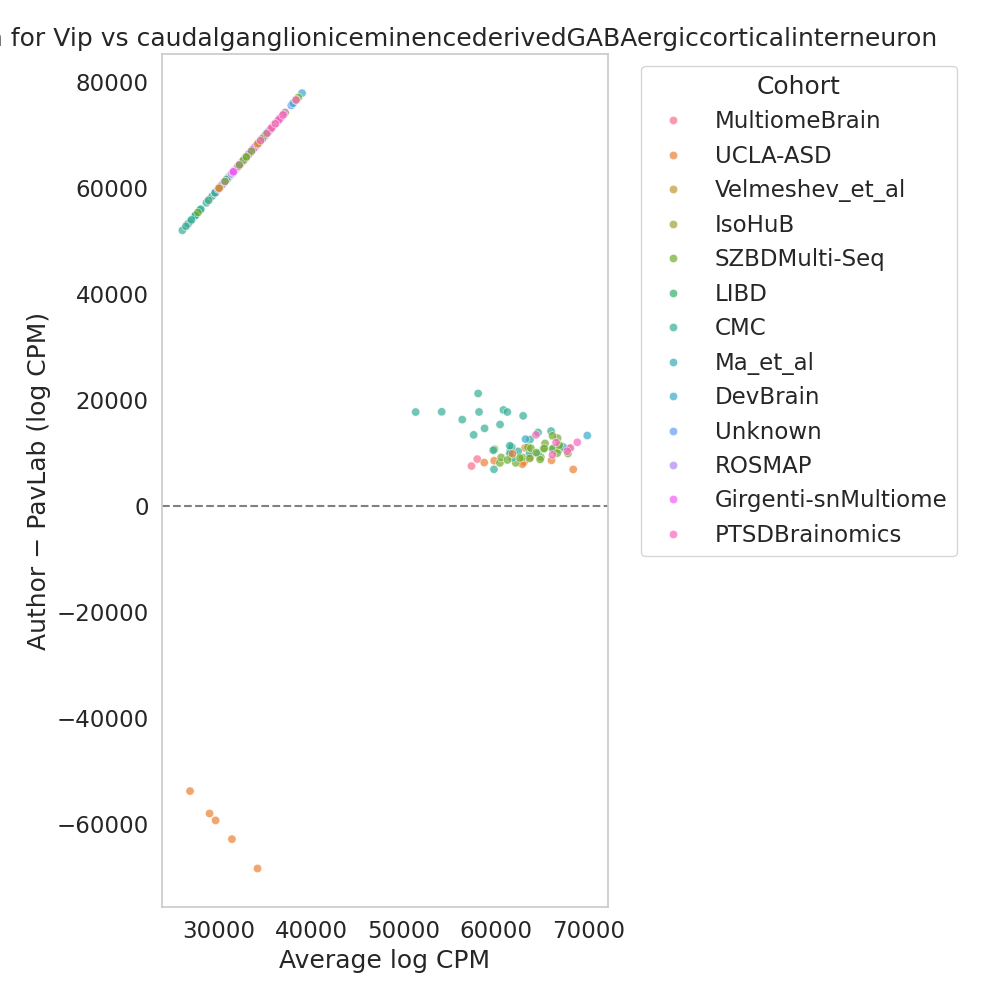 for Vip vs caudalganglioniceminencederivedGABAergiccorticalinterneuron
80000
60000
40000
20000
0
−20000
−40000
−60000
Author − PavLab (log CPM)
30000 40000 50000 60000 70000
Average log CPM
Cohort
MultiomeBrain
UCLA-ASD
Velmeshev_et_al
IsoHuB
SZBDMulti-Seq
LIBD
CMC
Ma_et_al
DevBrain
Unknown
ROSMAP
Girgenti-snMultiome
PTSDBrainomics